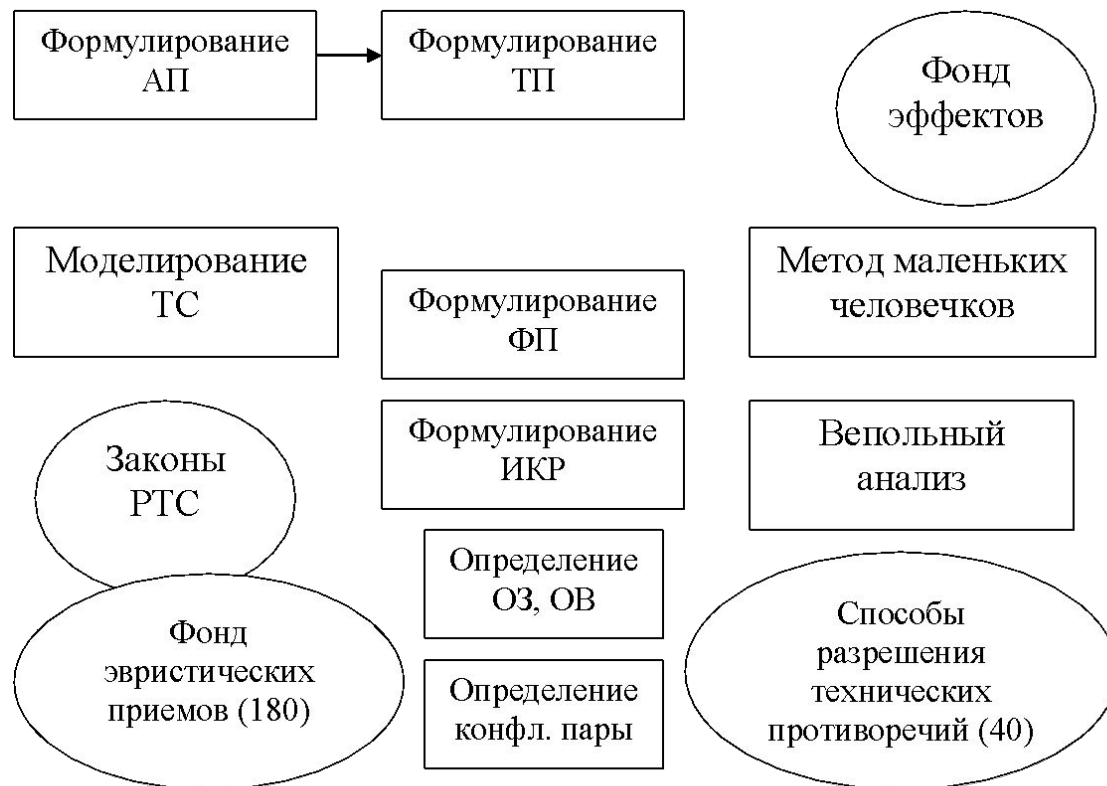 Формулирование
АП
Формулирование
ТП
Фонд
эффектов
Моделирование
ТС
Формулирование
ФП
Метод маленьких
человечков
Законы
РТС
Формулирование
ИКР
Вепольный
анализ
Определение
ОЗ, ОВ
Фонд
эвристических
приемов (180)
Определение
конфл. пары
Способы
разрешения
технических
противоречий (40)